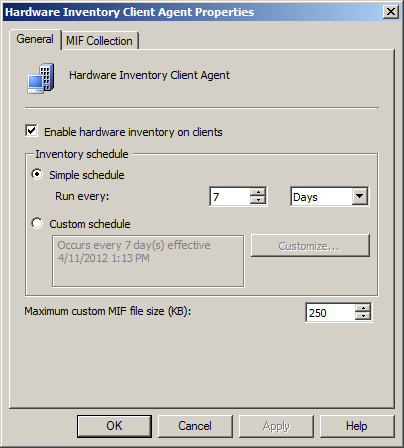 Hardware Inventory Client Agent Properties
General
MIF Collection
Hardware Inventory Client Agent
Enable hardware inventory on clients
Inventory schedule
Simple schedule
Run every:
7
Days
Custom schedule
Occurs every 7 day(s) effective
4/11/2012 1:13 PM
Customize...
Maximum custom MIF file size (KB):
250
OK
Cancel
Apply
Help